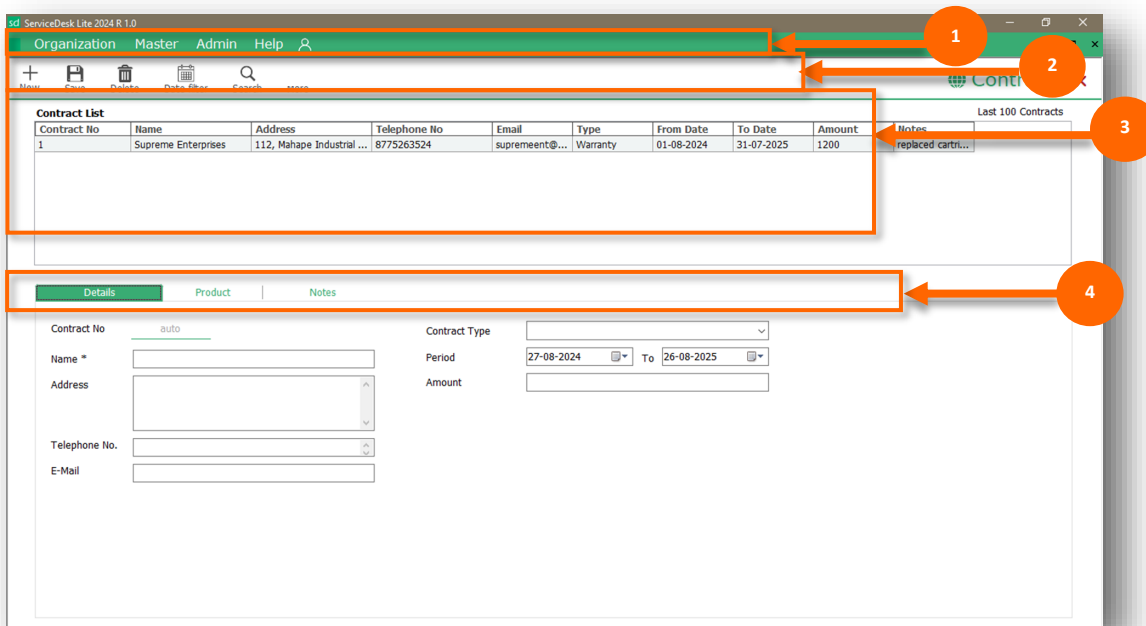 sd ServiceDesk Lite 2024 R 1.0
Organization Master Admin Help
1
2
New Save Delete Date filter Search More
Contr
Contract List
Last 100 Contracts
Contract No Name Address Telephone No Email Type From Date To Date Amount Notes
1 Supreme Enterprises 112, Mahape Industrial ... 8775263524 supremeent@... Warranty 01-08-2024 31-07-2025 1200 replaced cartri...
3
Details Product Notes
4
Contract No auto
Contract Type
Name *
Period 27-08-2024 To 26-08-2025
Address
Amount
Telephone No.
E-Mail